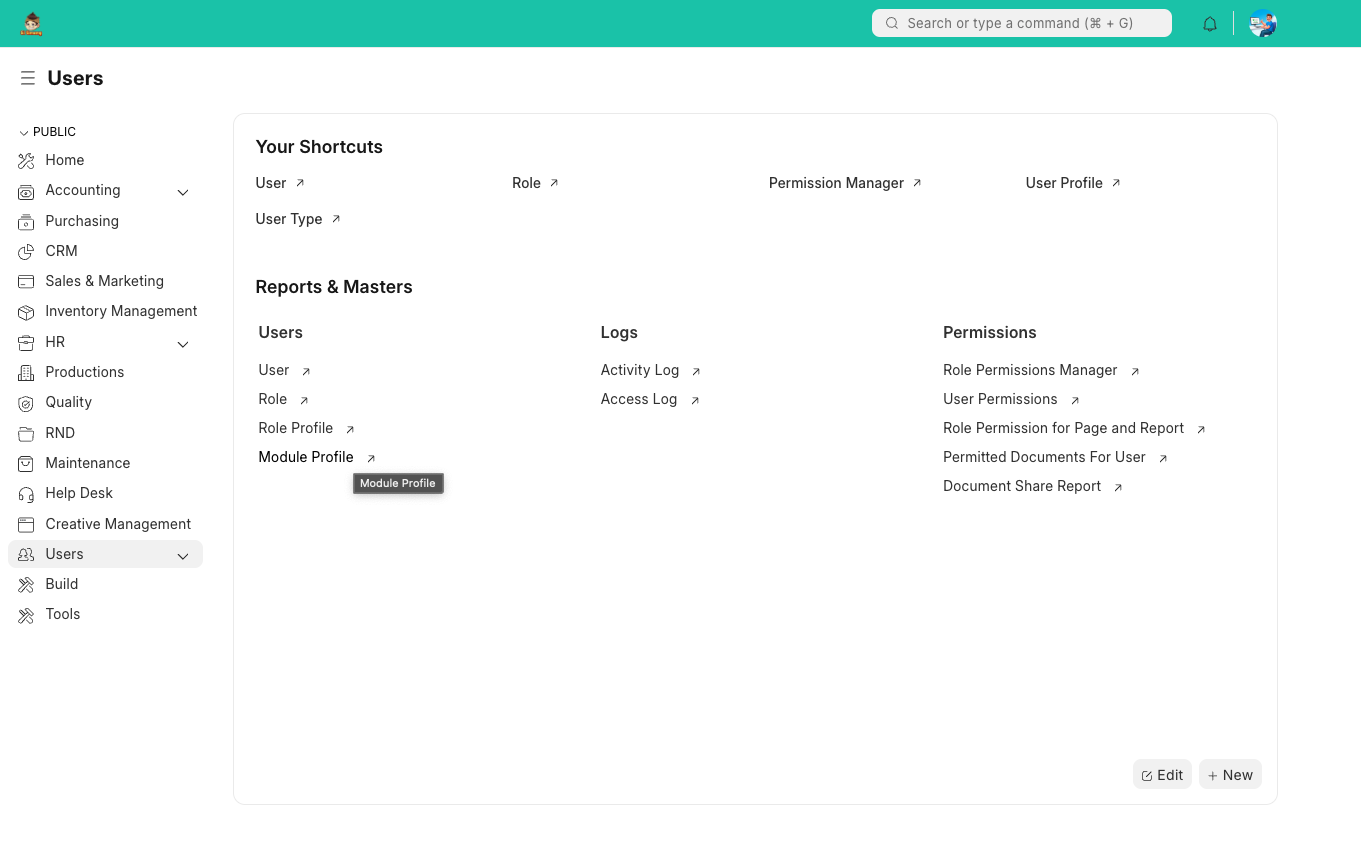 Search or type a command (⌘ + G)
Users
PUBLIC
Home
Accounting
Purchasing
CRM
Sales & Marketing
Inventory Management
HR
Productions
Quality
RND
Maintenance
Help Desk
Creative Management
Users
Build
Tools
Your Shortcuts
User
Role
Permission Manager
User Profile
User Type
Reports & Masters
Users
User
Role
Role Profile
Module Profile
Module Profile
Logs
Activity Log
Access Log
Permissions
Role Permissions Manager
User Permissions
Role Permission for Page and Report
Permitted Documents For User
Document Share Report
Edit
New